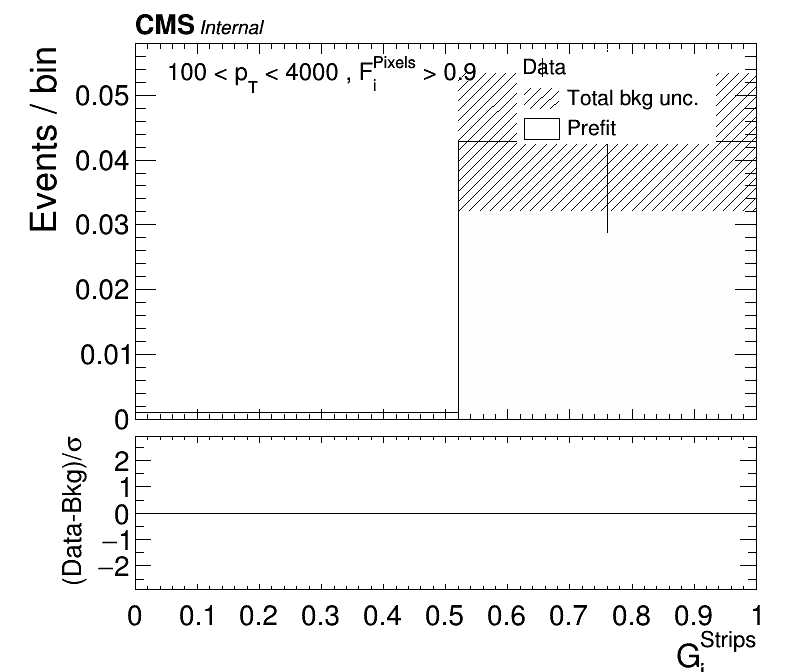 CMS Internal
100 < p_T < 4000 , F_i^Pixels > 0.9
Data
Total bkg unc.
Prefit
Events / bin
0.05
0.04
0.03
0.02
0.01
0
(Data-Bkg)/σ
2
1
0
−1
−2
0 0.1 0.2 0.3 0.4 0.5 0.6 0.7 0.8 0.9 1
G_i^Strips